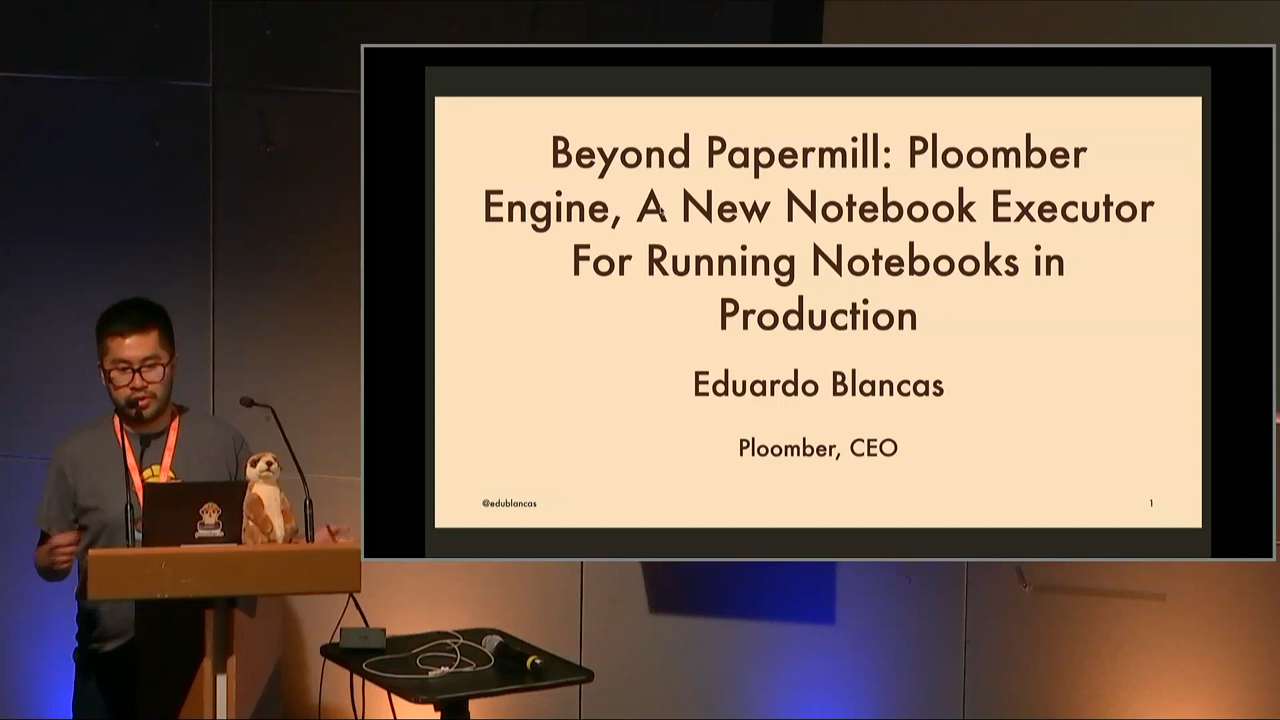 Beyond Papermill: Ploomber
Engine, A New Notebook Executor
For Running Notebooks in
Production
Eduardo Blancas
Ploomber, CEO
@edublancas
1